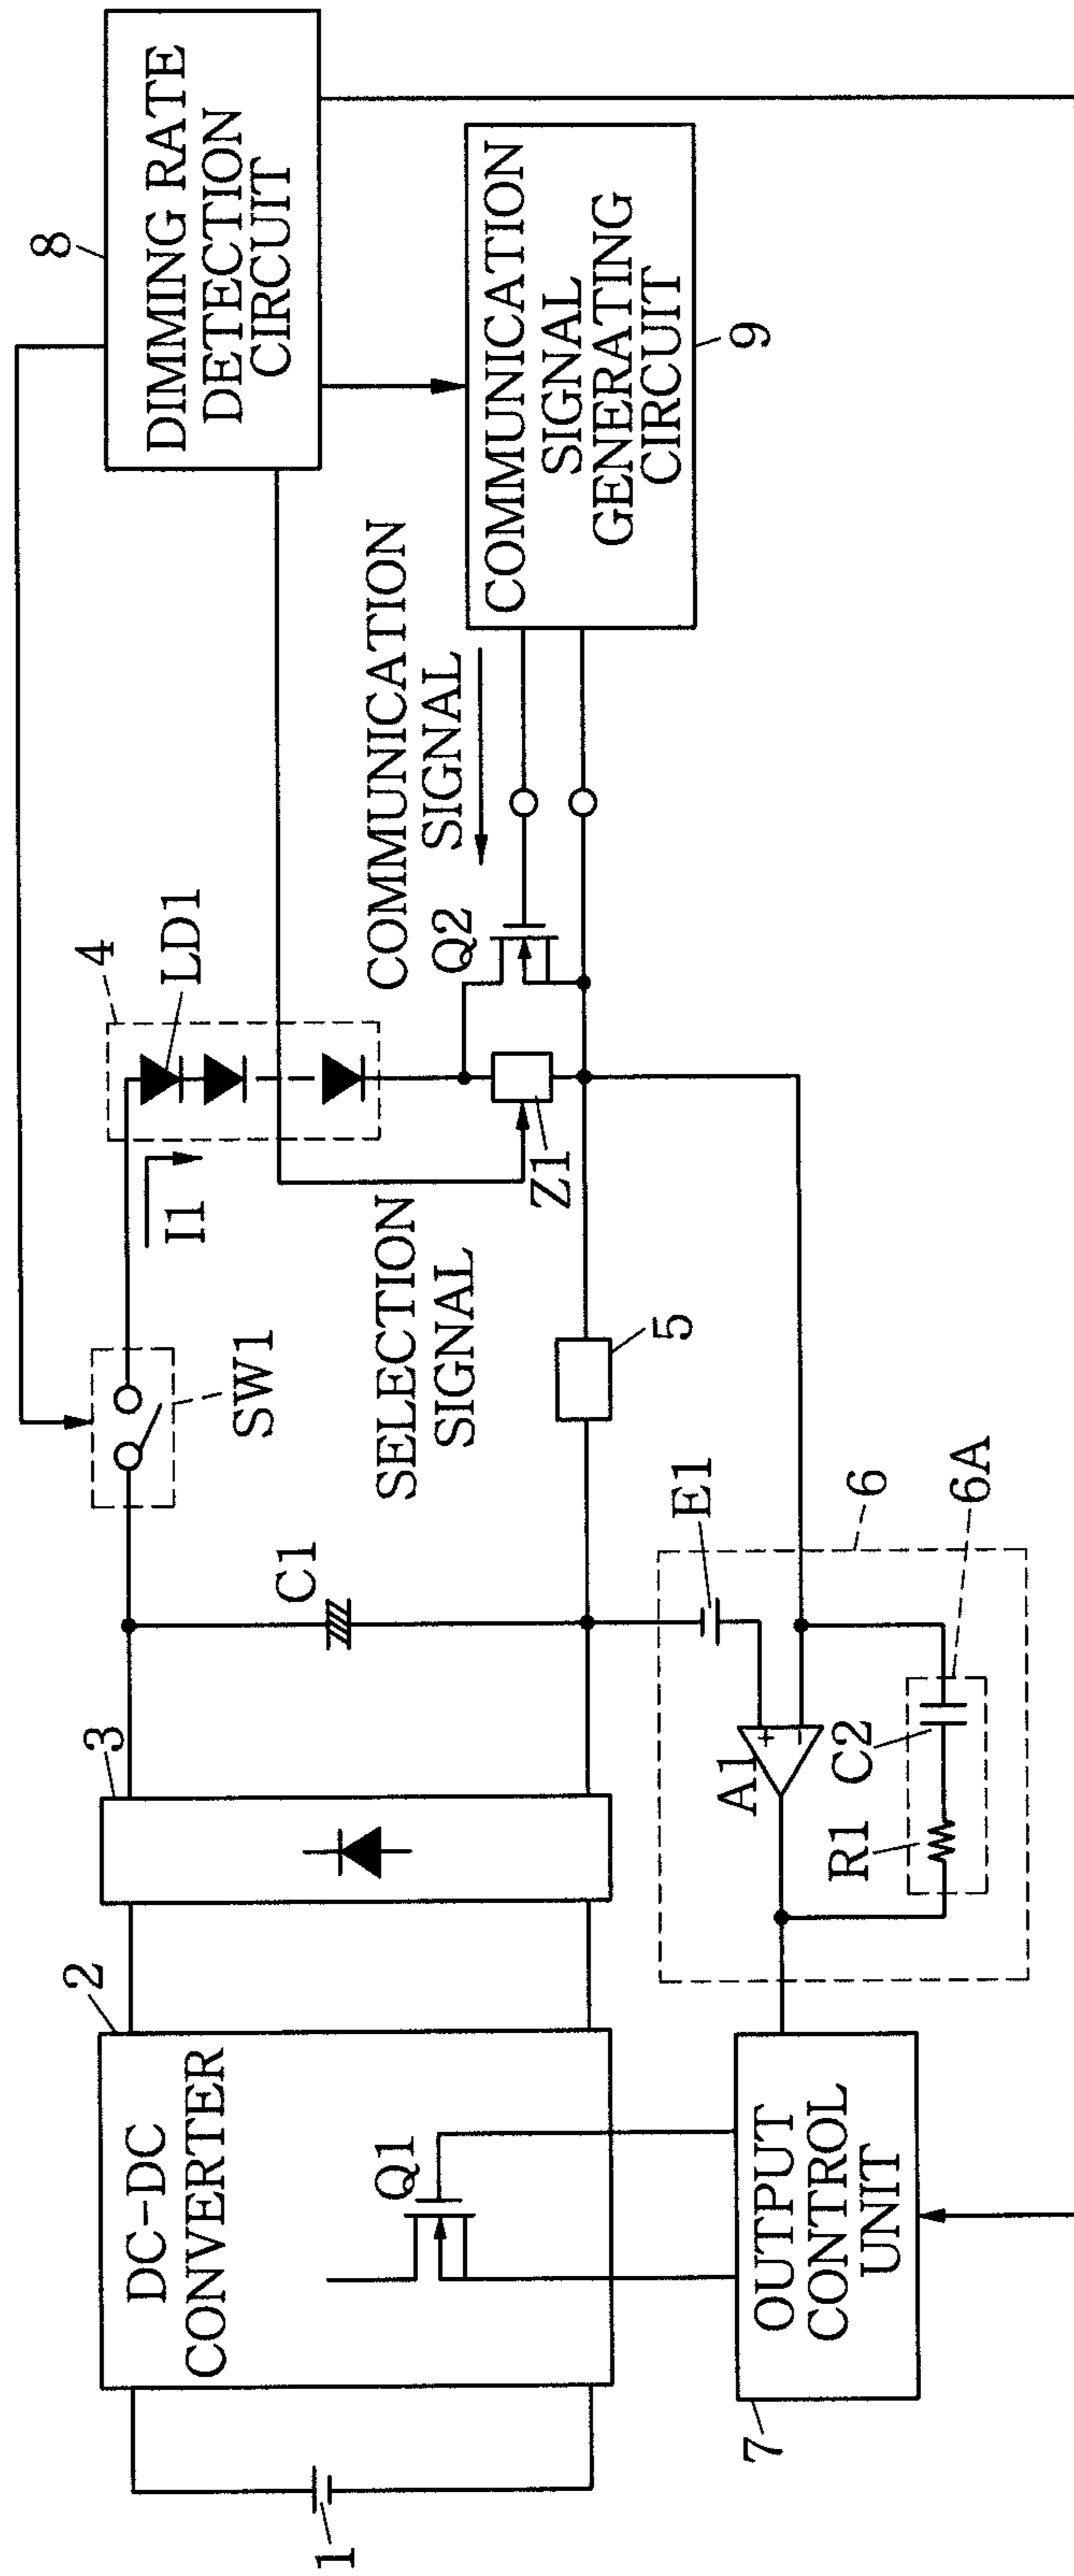 1
2
DC-DC
CONVERTER
Q1
3
C1
SW1
I1
4
LD1
8
DIMMING RATE
DETECTION
CIRCUIT
SELECTION
SIGNAL
Z1
Q2
COMMUNICATION
SIGNAL
COMMUNICATION
SIGNAL
GENERATING
CIRCUIT
9
5
E1
6
6A
A1
+
−
C2
R1
7
OUTPUT
CONTROL
UNIT